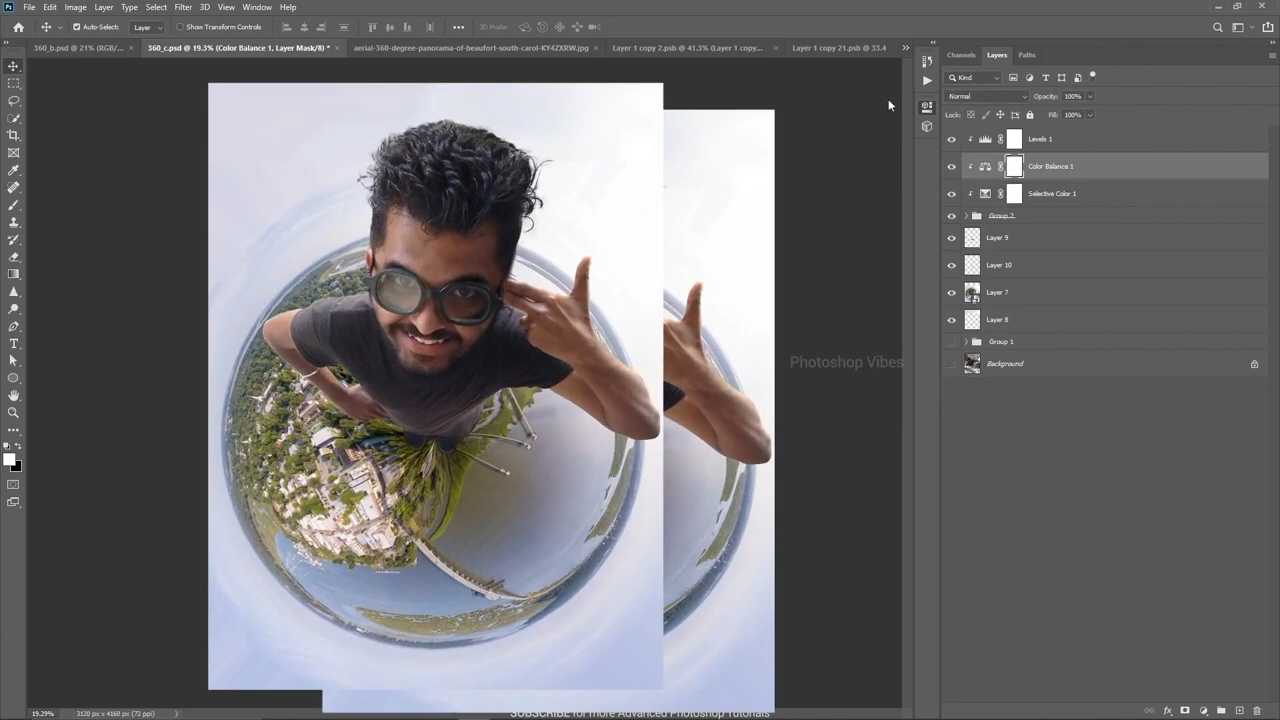 File Edit Image Layer Type Select Filter 3D View Window Help
Auto-Select: Layer Show Transform Controls 3D Mode:
360_b.psd @ 21% (RGB/... × 360_c.psd @ 19.3% (Color Balance 1, Layer Mask/8) * × aerial-360-degree-panorama-of-beaufort-south-carol-KY4ZXRW.jpg × Layer 1 copy 2.psb @ 41.3% (Layer 1 copy... × Layer 1 copy 21.psb @ 33.4
Channels Layers Paths
Kind
Normal Opacity: 100%
Lock: Fill: 100%
Levels 1
Color Balance 1
Selective Color 1
Group 2
Layer 9
Layer 10
Layer 7
Layer 8
Group 1
Background
Photoshop Vibes
19.29% 3120 px x 4160 px (72 ppi)
SUBSCRIBE for more Advanced Photoshop Tutorials